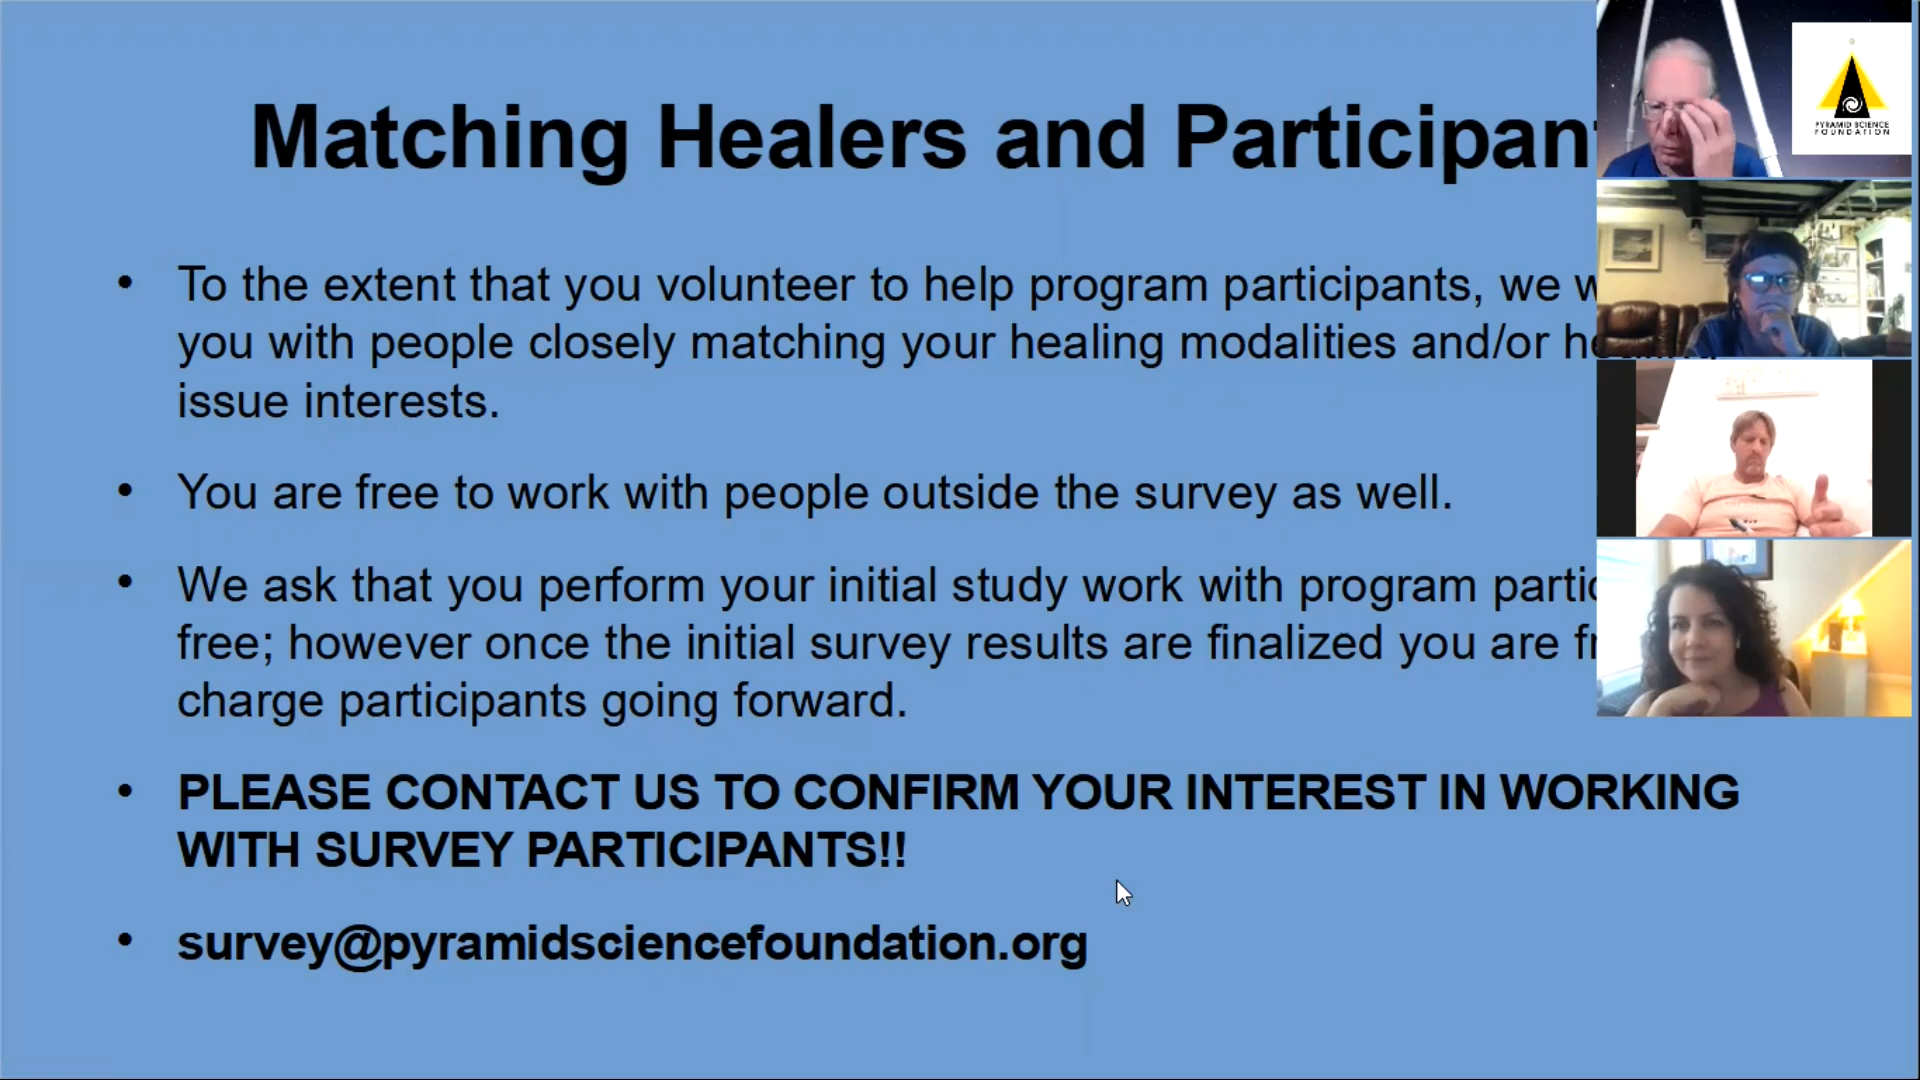 Matching Healers and Participan
• To the extent that you volunteer to help program participants, we
you with people closely matching your healing modalities and/or
issue interests.
• You are free to work with people outside the survey as well.
• We ask that you perform your initial study work with program
free; however once the initial survey results are finalized you are
charge participants going forward.
• PLEASE CONTACT US TO CONFIRM YOUR INTEREST IN WORKING
WITH SURVEY PARTICIPANTS!!
• survey@pyramidsciencefoundation.org
PYRAMID SCIENCE
FOUNDATION